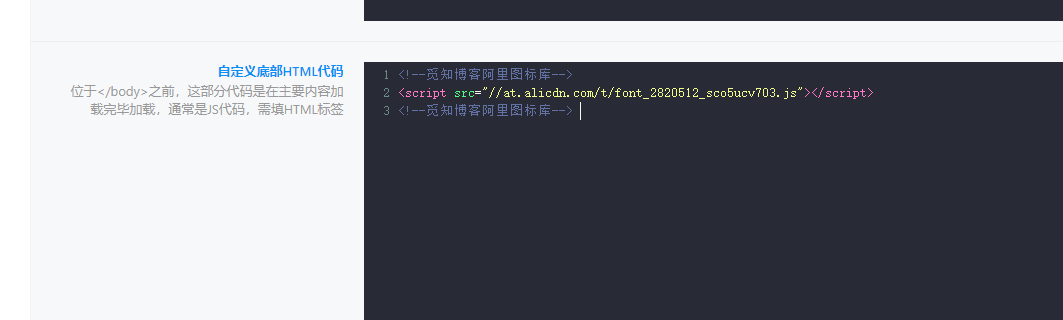 自定义底部HTML代码
位于</body>之前，这部分代码是在主要内容加
载完毕加载，通常是JS代码，需填HTML标签
1 <!--觅知博客阿里图标库-->
2 <script src="//at.alicdn.com/t/font_2820512_sco5ucv703.js"></script>
3 <!--觅知博客阿里图标库-->